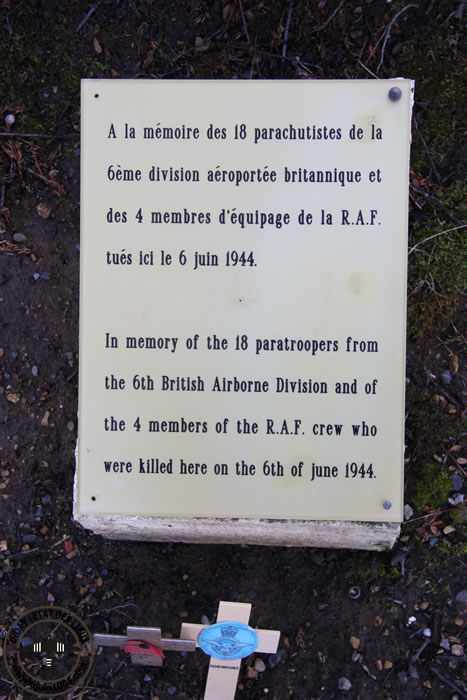 A la mémoire des 18 parachutistes de la
6ème division aéroportée britannique et
des 4 membres d'équipage de la R.A.F.
tués ici le 6 juin 1944.
In memory of the 18 paratroopers from
the 6th British Airborne Division and of
the 4 members of the R.A.F. crew who
were killed here on the 6th of june 1944.
REMEMBRANCE